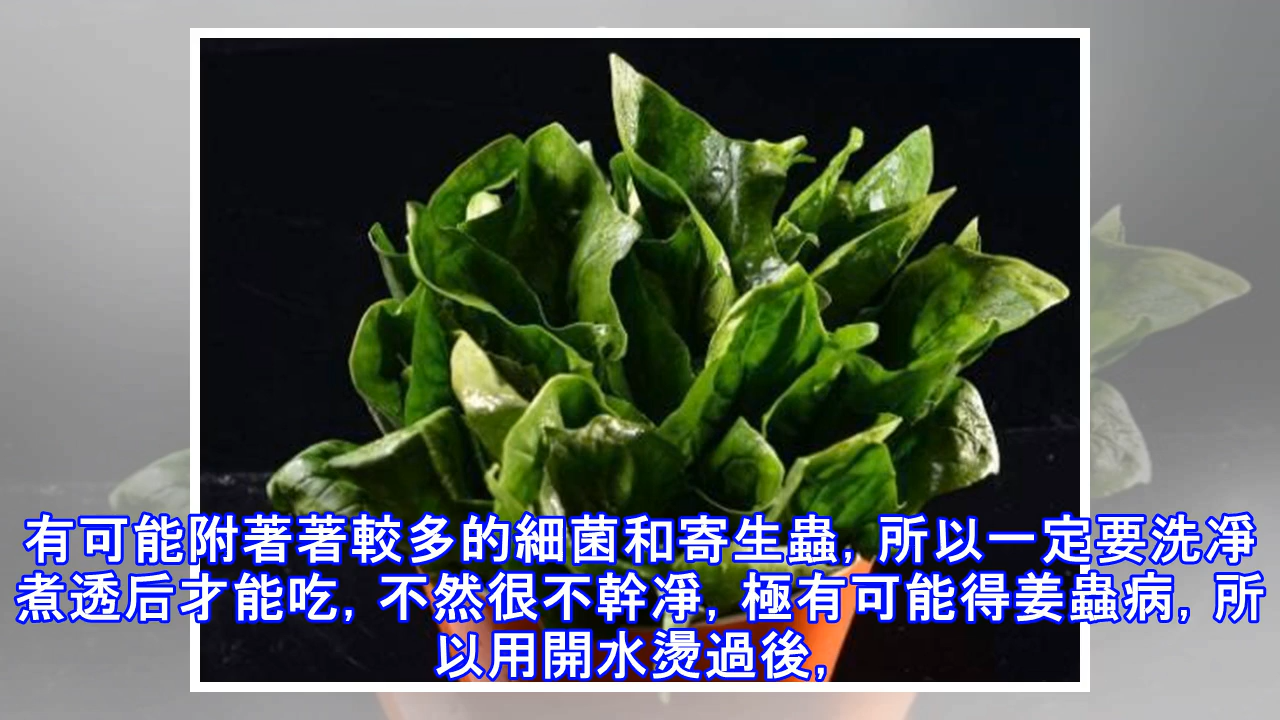 有可能附著著較多的細菌和寄生蟲, 所以一定要洗凈
煮透后才能吃, 不然很不幹凈, 極有可能得姜蟲病, 所
以用開水燙過後,